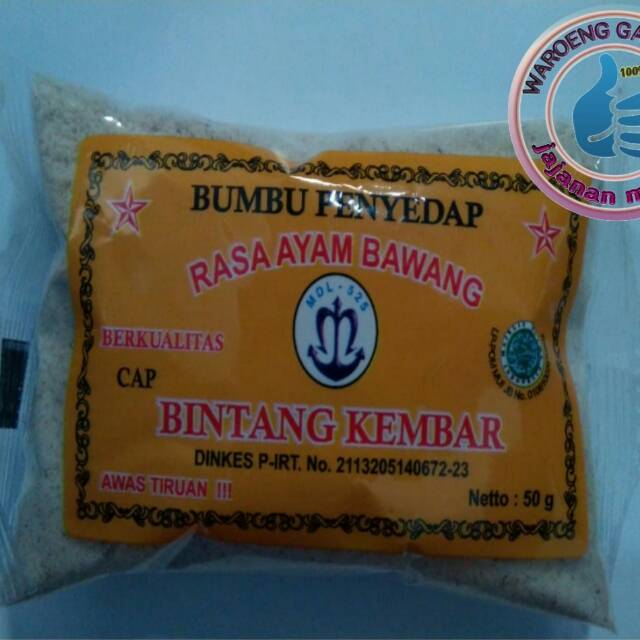 WAROENG GA
100%
jajanan m
BUMBU PENYEDAP
RASA AYAM BAWANG
MDL - 525
BERKUALITAS
CAP
BINTANG KEMBAR
DINKES P-IRT. No. 2113205140672-23
AWAS TIRUAN !!!
Netto : 50 g